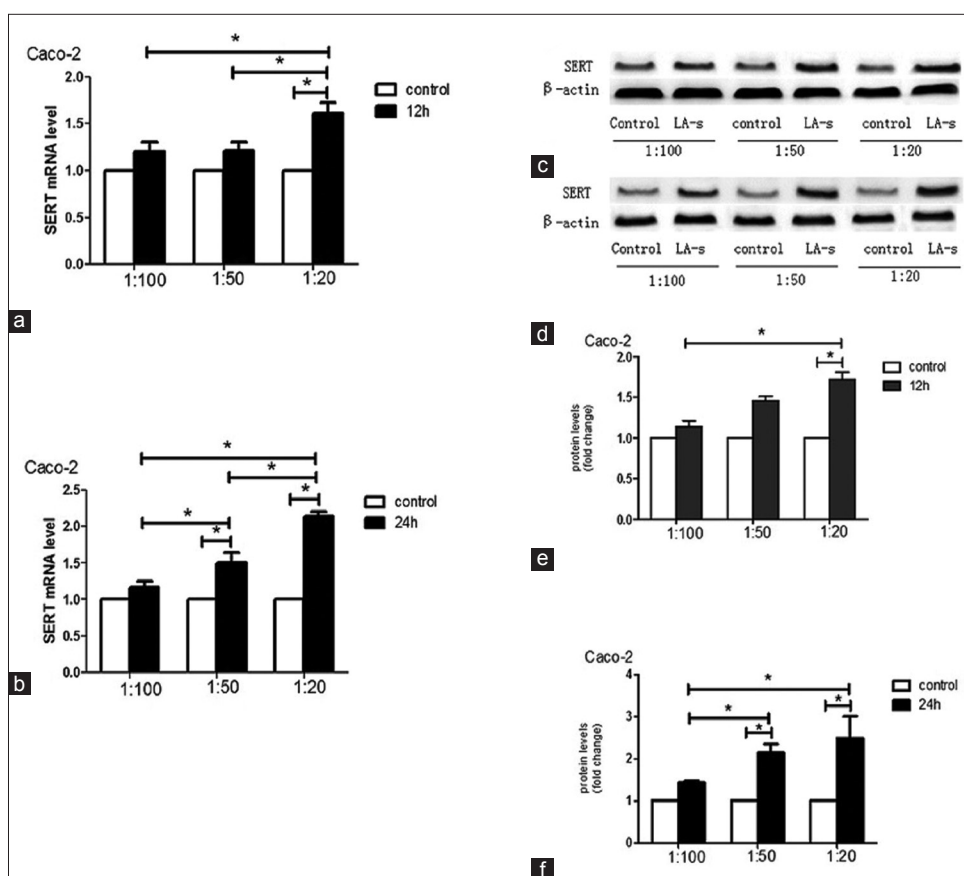 Caco-2
*
*
*
control
12h
SERT mRNA level
2.0
1.5
1.0
0.5
0.0
1:100 1:50 1:20
a
Caco-2
*
*
*
*
*
control
24h
SERT mRNA level
2.5
2.0
1.5
1.0
0.5
0.0
1:100 1:50 1:20
b
SERT
β-actin
Control LA-s control LA-s control LA-s
1:100 1:50 1:20
c
SERT
β-actin
Control LA-s control LA-s control LA-s
1:100 1:50 1:20
d
Caco-2
*
*
control
12h
protein levels
(fold change)
2.0
1.5
1.0
0.5
0.0
1:100 1:50 1:20
e
Caco-2
*
*
*
*
control
24h
protein levels
(fold change)
4
3
2
1
0
1:100 1:50 1:20
f